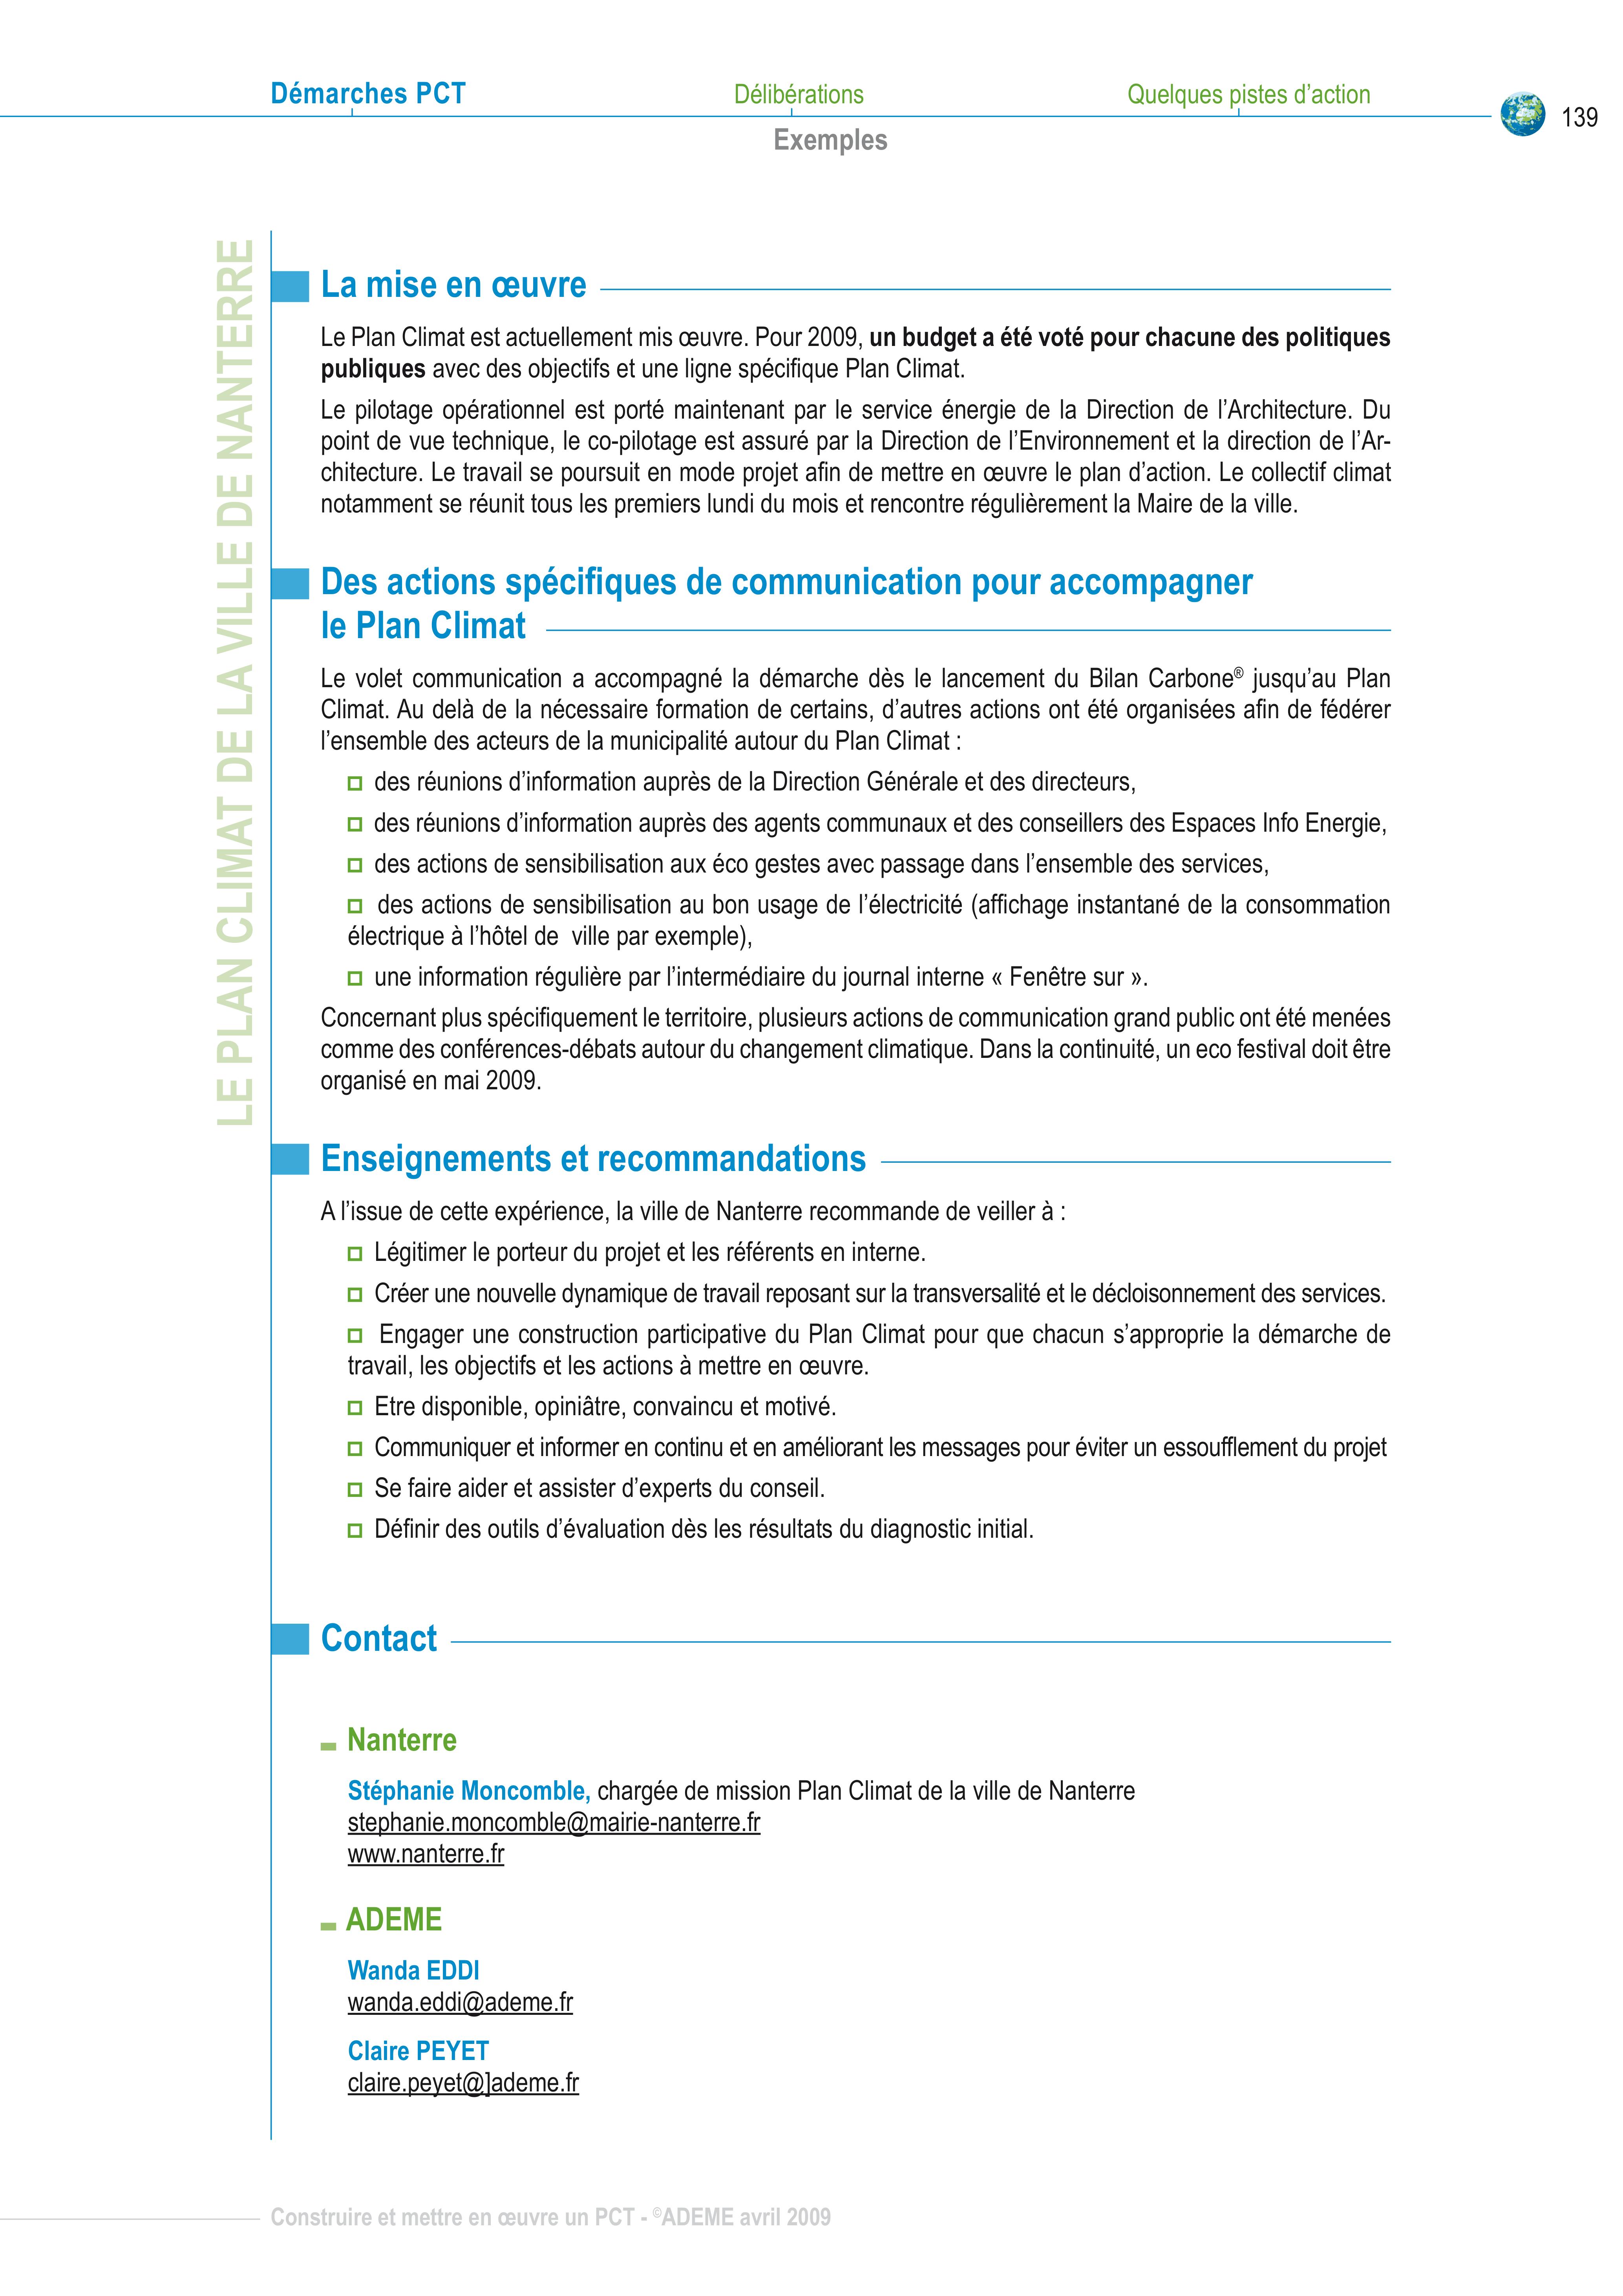 Démarches PCT
Délibérations
Quelques pistes d’action
139
Exemples
LE PLAN CLIMAT DE LA VILLE DE NANTERRE
La mise en œuvre
Le Plan Climat est actuellement mis œuvre. Pour 2009, un budget a été voté pour chacune des politiques
publiques avec des objectifs et une ligne spécifique Plan Climat.
Le pilotage opérationnel est porté maintenant par le service énergie de la Direction de l’Architecture. Du
point de vue technique, le co-pilotage est assuré par la Direction de l’Environnement et la direction de l’Ar-
chitecture. Le travail se poursuit en mode projet afin de mettre en œuvre le plan d’action. Le collectif climat
notamment se réunit tous les premiers lundi du mois et rencontre régulièrement la Maire de la ville.
Des actions spécifiques de communication pour accompagner
le Plan Climat
Le volet communication a accompagné la démarche dès le lancement du Bilan Carbone® jusqu’au Plan
Climat. Au delà de la nécessaire formation de certains, d’autres actions ont été organisées afin de fédérer
l’ensemble des acteurs de la municipalité autour du Plan Climat :
des réunions d’information auprès de la Direction Générale et des directeurs,
des réunions d’information auprès des agents communaux et des conseillers des Espaces Info Energie,
des actions de sensibilisation aux éco gestes avec passage dans l’ensemble des services,
des actions de sensibilisation au bon usage de l’électricité (affichage instantané de la consommation
électrique à l’hôtel de  ville par exemple),
une information régulière par l’intermédiaire du journal interne « Fenêtre sur ».
Concernant plus spécifiquement le territoire, plusieurs actions de communication grand public ont été menées
comme des conférences-débats autour du changement climatique. Dans la continuité, un eco festival doit être
organisé en mai 2009.
Enseignements et recommandations
A l’issue de cette expérience, la ville de Nanterre recommande de veiller à :
Légitimer le porteur du projet et les référents en interne.
Créer une nouvelle dynamique de travail reposant sur la transversalité et le décloisonnement des services.
Engager une construction participative du Plan Climat pour que chacun s’approprie la démarche de
travail, les objectifs et les actions à mettre en œuvre.
Etre disponible, opiniâtre, convaincu et motivé.
Communiquer et informer en continu et en améliorant les messages pour éviter un essoufflement du projet
Se faire aider et assister d’experts du conseil.
Définir des outils d’évaluation dès les résultats du diagnostic initial.
Contact
Nanterre
Stéphanie Moncomble, chargée de mission Plan Climat de la ville de Nanterre
stephanie.moncomble@mairie-nanterre.fr
www.nanterre.fr
ADEME
Wanda EDDI
wanda.eddi@ademe.fr
Claire PEYET
claire.peyet@]ademe.fr
Construire et mettre en œuvre un PCT - ©ADEME avril 2009